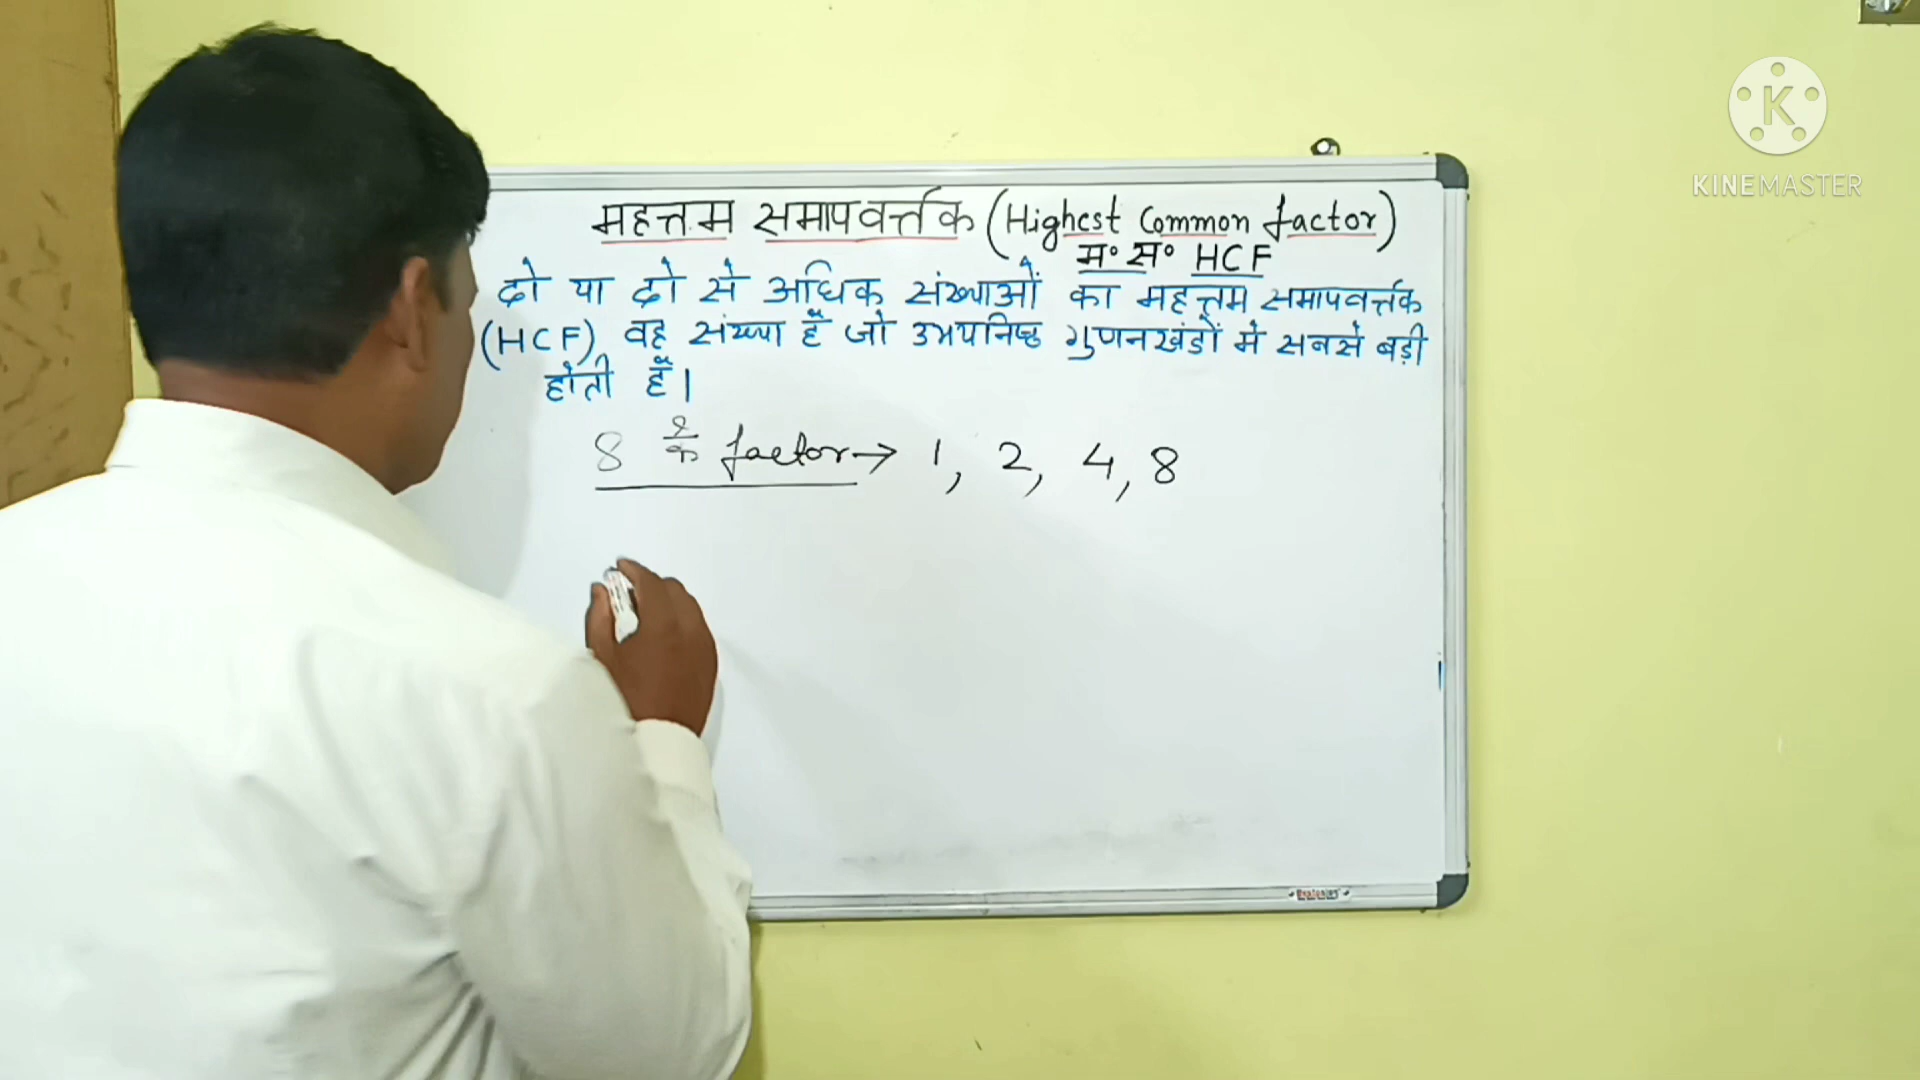 महत्तम समापवर्त्तक (Highest Common factor)
म॰ स॰ HCF
दो या दो से अधिक संख्याओं का महत्तम समापवर्त्तक
(HCF) वह संख्या हैं जो उभयनिष्ठ गुणनखंडों मे सबसे बड़ी
होती हैं।
8 के factor→ 1, 2, 4, 8
K
KINEMASTER